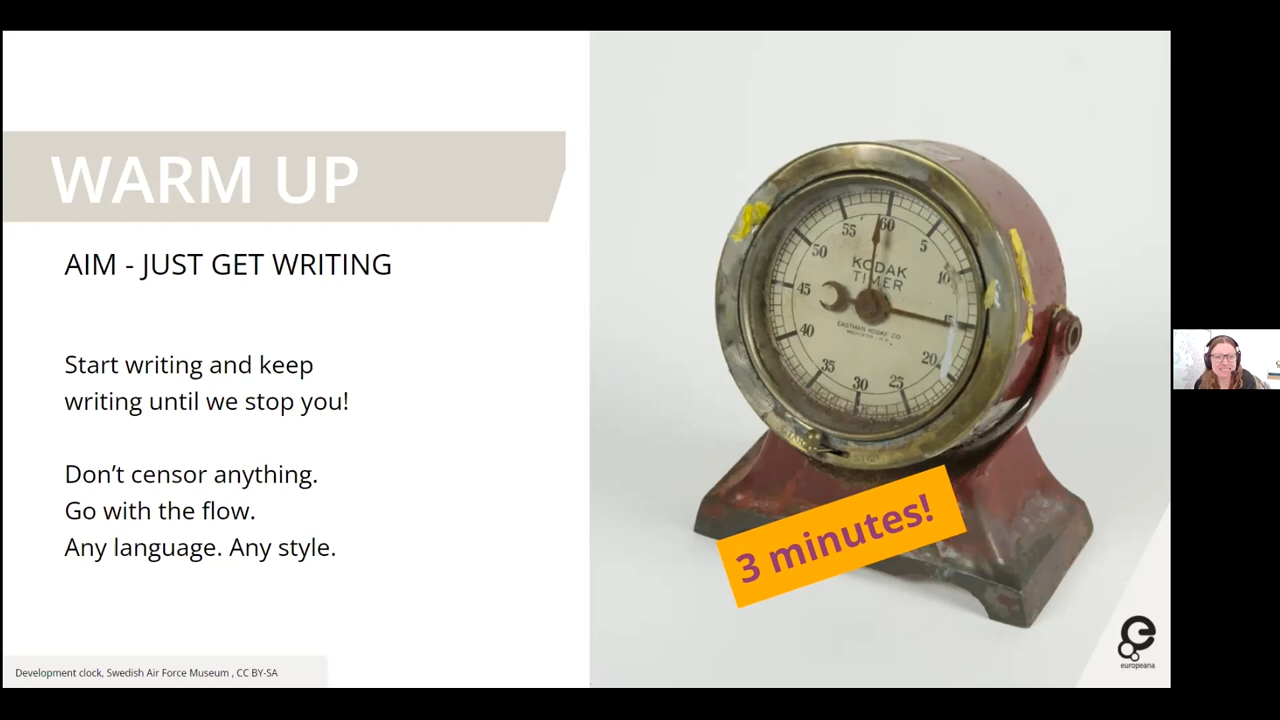 WARM UP
AIM - JUST GET WRITING
Start writing and keep
writing until we stop you!
Don’t censor anything.
Go with the flow.
Any language. Any style.
Development clock, Swedish Air Force Museum , CC BY-SA
60
55
5
50
KODAK
TIMER
10
45
15
EASTMAN KODAK CO.
40
20
35
30
25
3 minutes!
europeana